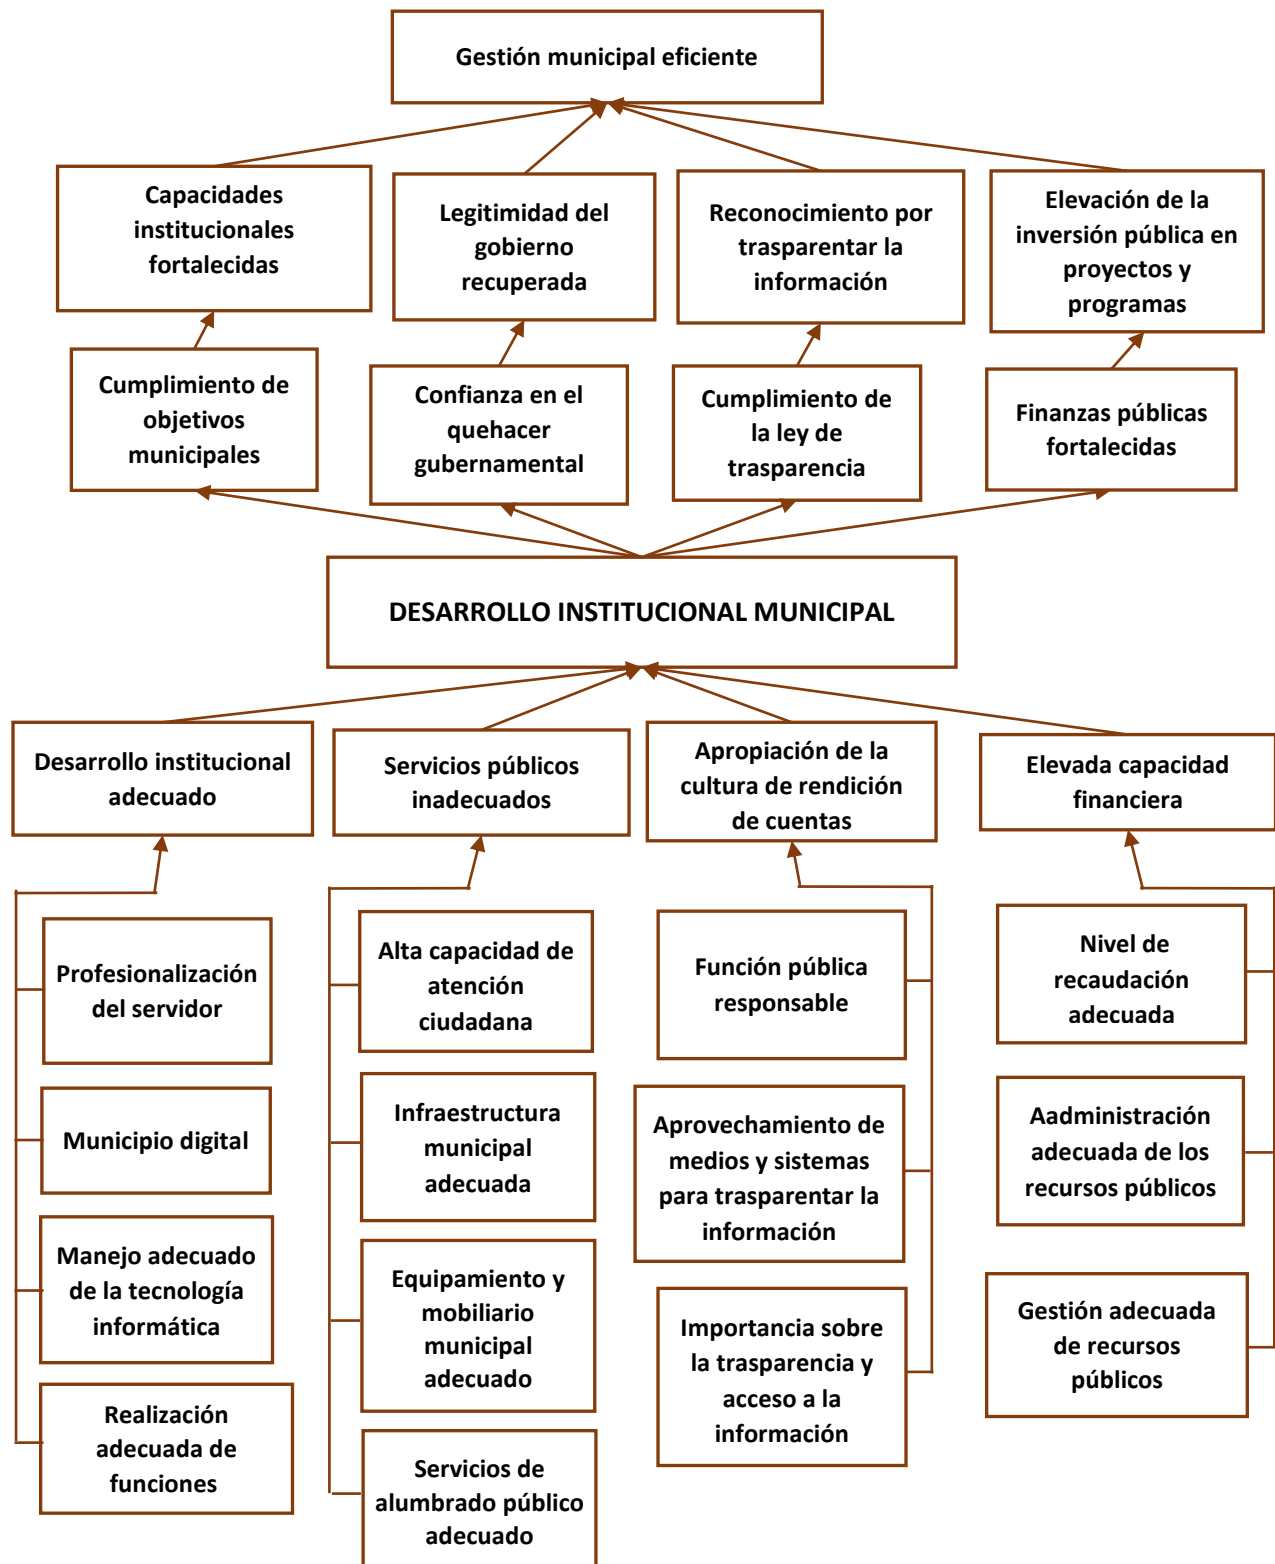 Gestión municipal eficiente
Capacidades
institucionales
fortalecidas
Legitimidad del
gobierno
recuperada
Reconocimiento por
trasparentar la
información
Elevación de la
inversión pública en
proyectos y
programas
Cumplimiento de
objetivos
municipales
Confianza en el
quehacer
gubernamental
Cumplimiento de
la ley de
trasparencia
Finanzas públicas
fortalecidas
DESARROLLO INSTITUCIONAL MUNICIPAL
Desarrollo institucional
adecuado
Servicios públicos
inadecuados
Apropiación de la
cultura de rendición
de cuentas
Elevada capacidad
financiera
Profesionalización
del servidor
Municipio digital
Manejo adecuado
de la tecnología
informática
Realización
adecuada de
funciones
Alta capacidad de
atención
ciudadana
Infraestructura
municipal
adecuada
Equipamiento y
mobiliario
municipal
adecuado
Servicios de
alumbrado público
adecuado
Función pública
responsable
Aprovechamiento de
medios y sistemas
para trasparentar la
información
Importancia sobre
la trasparencia y
acceso a la
información
Nivel de
recaudación
adecuada
Aadministración
adecuada de los
recursos públicos
Gestión adecuada
de recursos
públicos